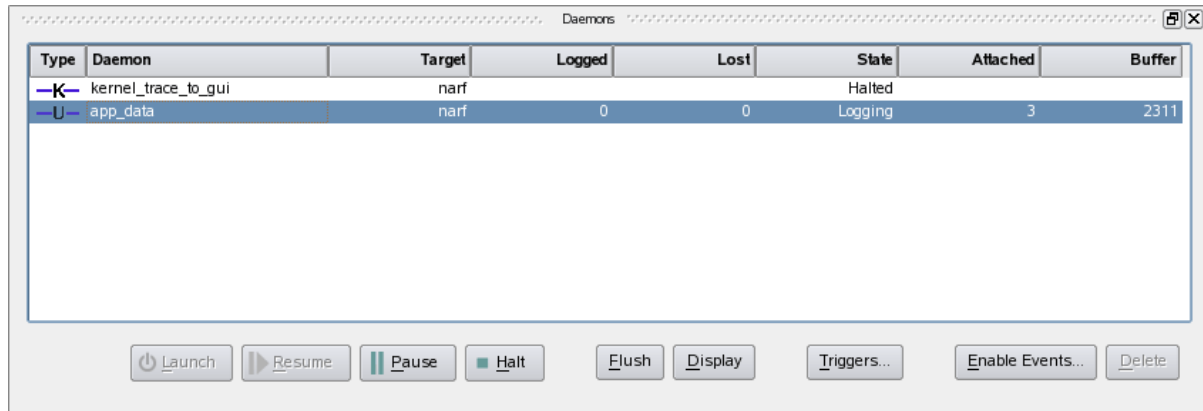 Daemons
Type Daemon Target Logged Lost State Attached Buffer
K kernel_trace_to_gui narf Halted
U app_data narf 0 0 Logging 3 2311
Launch Resume Pause Halt Flush Display Triggers... Enable Events... Delete